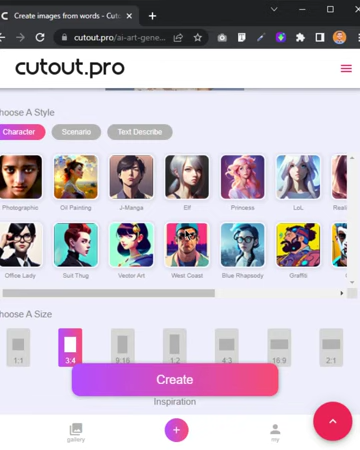 Create images from words - Cut
cutout.pro/ai-art-gene...
cutout.pro
hoose A Style
Character
Scenario
Text Describe
Photographic
Oil Painting
J-Manga
Elf
Princess
LoL
Reali
Office Lady
Suit Thug
Vector Art
West Coast
Blue Rhapsody
Graffiti
hoose A Size
1:1
3:4
9:16
1:2
4:3
16:9
2:1
Create
Inspiration
gallery
my